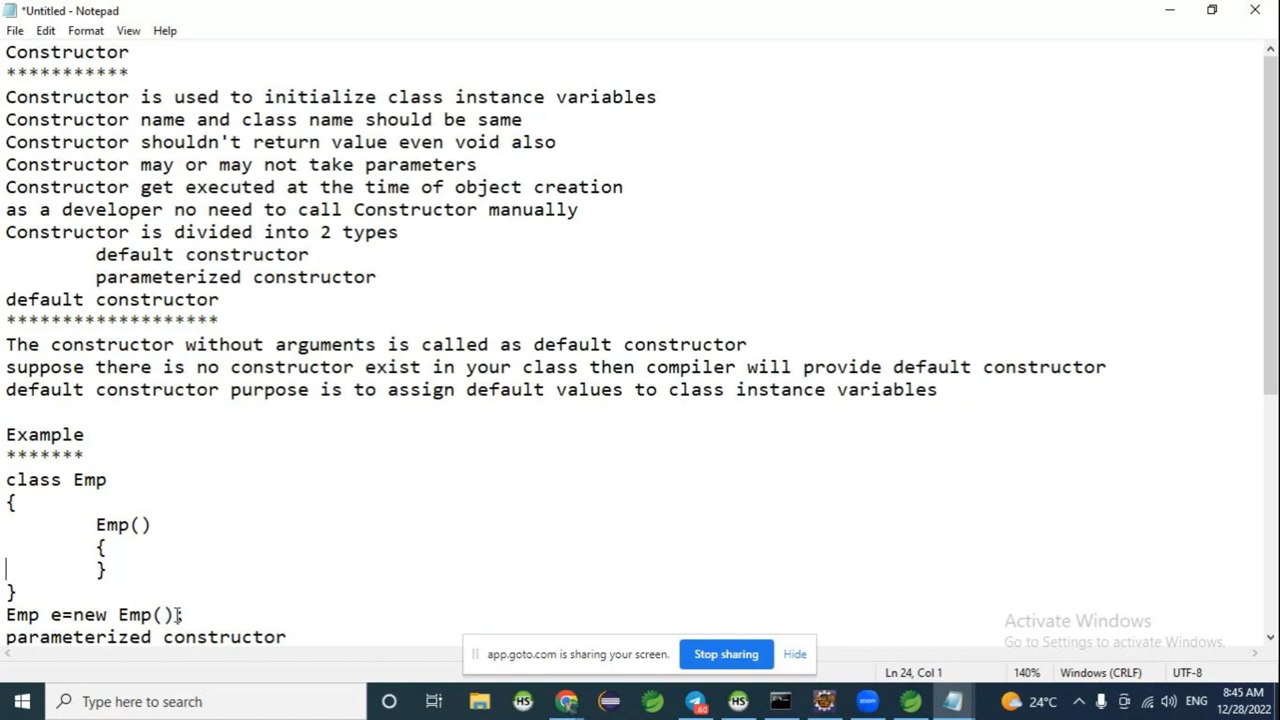 *Untitled - Notepad
File Edit Format View Help
Constructor
***********
Constructor is used to initialize class instance variables
Constructor name and class name should be same
Constructor shouldn't return value even void also
Constructor may or may not take parameters
Constructor get executed at the time of object creation
as a developer no need to call Constructor manually
Constructor is divided into 2 types
default constructor
parameterized constructor
default constructor
*******************
The constructor without arguments is called as default constructor
suppose there is no constructor exist in your class then compiler will provide default constructor
default constructor purpose is to assign default values to class instance variables
Example
*******
class Emp
{
Emp()
{
}
}
Emp e=new Emp();
parameterized constructor
Activate Windows
Go to Settings to activate Windows.
app.goto.com is sharing your screen. Stop sharing Hide
Ln 24, Col 1 140% Windows (CRLF) UTF-8
Type here to search HS 60 HS zoom 24°C ENG 8:45 AM
12/28/2022